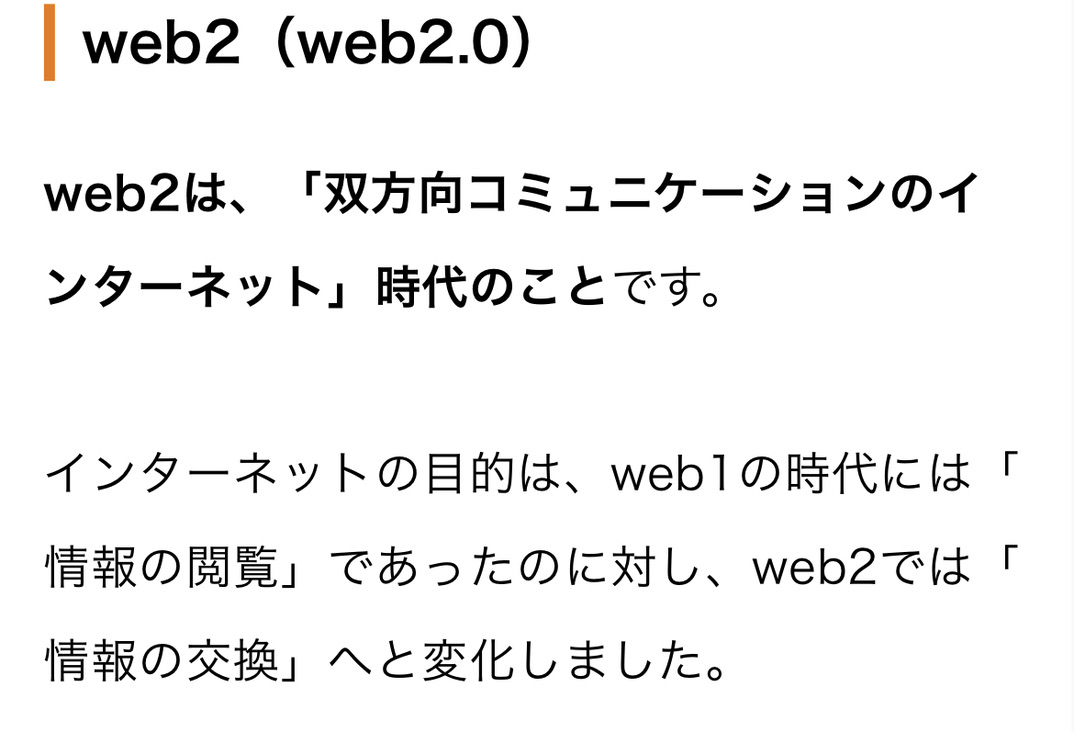 web2（web2.0）
web2は、「双方向コミュニケーションのイ
ンターネット」時代のことです。
インターネットの目的は、web1の時代には「
情報の閲覧」であったのに対し、web2では「
情報の交換」へと変化しました。